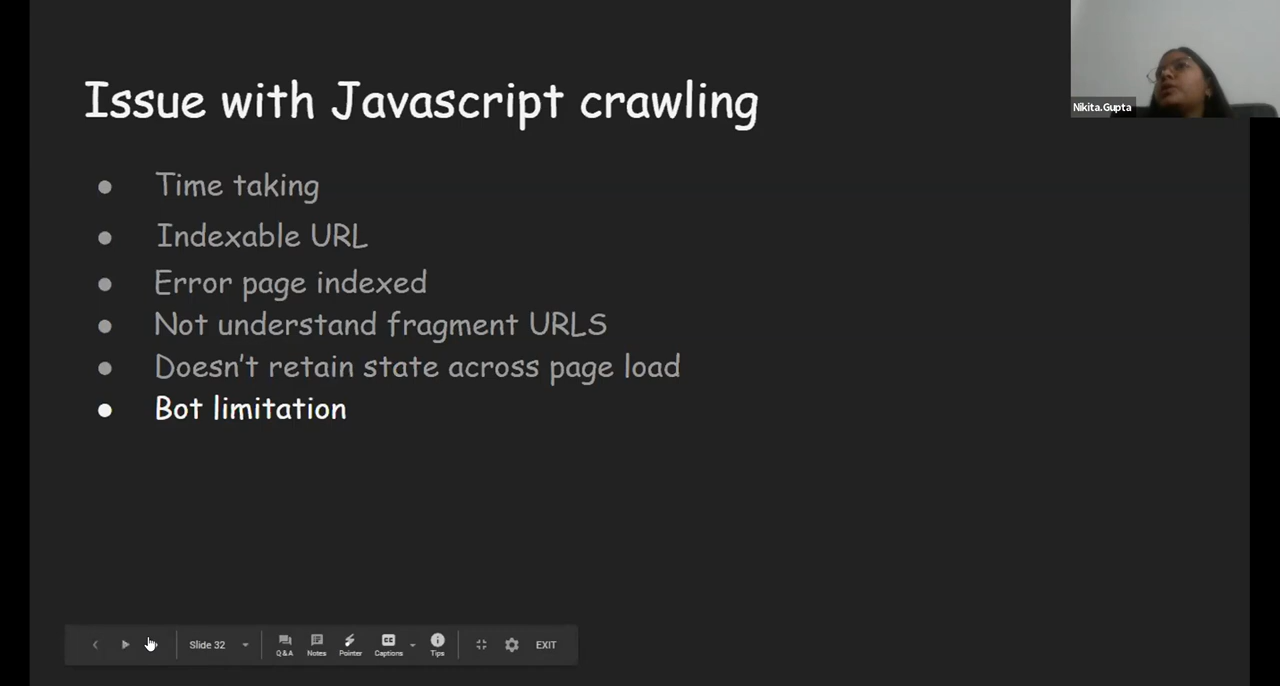 Issue with Javascript crawling
Nikita.Gupta
● Time taking
● Indexable URL
● Error page indexed
● Not understand fragment URLS
● Doesn't retain state across page load
● Bot limitation
Slide 32
Q&A
Notes
Pointer
CC
Captions
Tips
EXIT